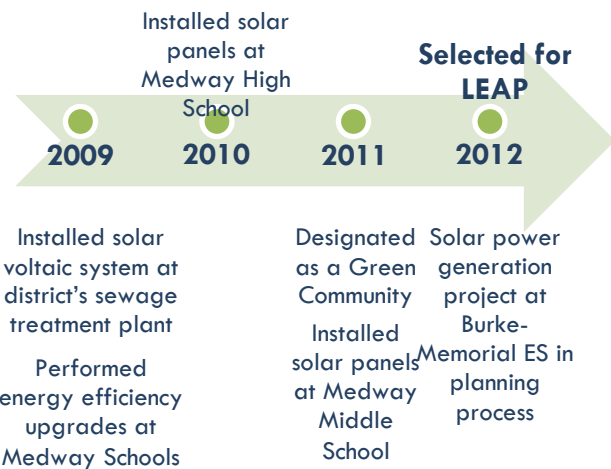 Installed solar
panels at
Medway High
School
Selected for
LEAP
2009
2010
2011
2012
Installed solar
voltaic system at
district's sewage
treatment plant
Performed
energy efficiency
upgrades at
Medway Schools
Designated
as a Green
Community
Installed
solar panels
at Medway
Middle
School
Solar power
generation
project at
Burke-
Memorial ES in
planning
process